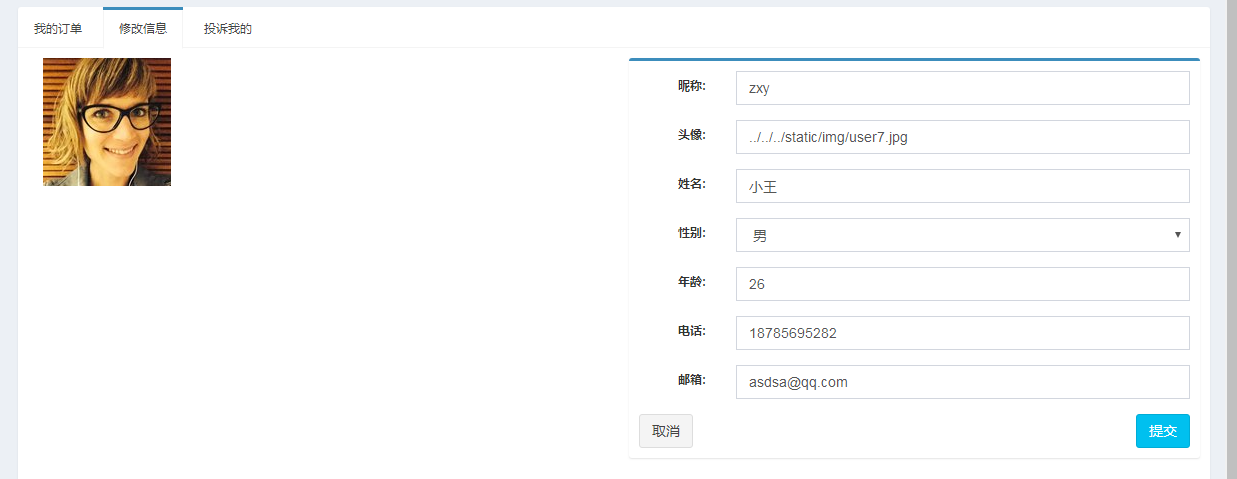 我的订单
修改信息
投诉我的
昵称: zxy
头像: ../../../static/img/user7.jpg
姓名: 小王
性别: 男
年龄: 26
电话: 18785695282
邮箱: asdsa@qq.com
取消
提交